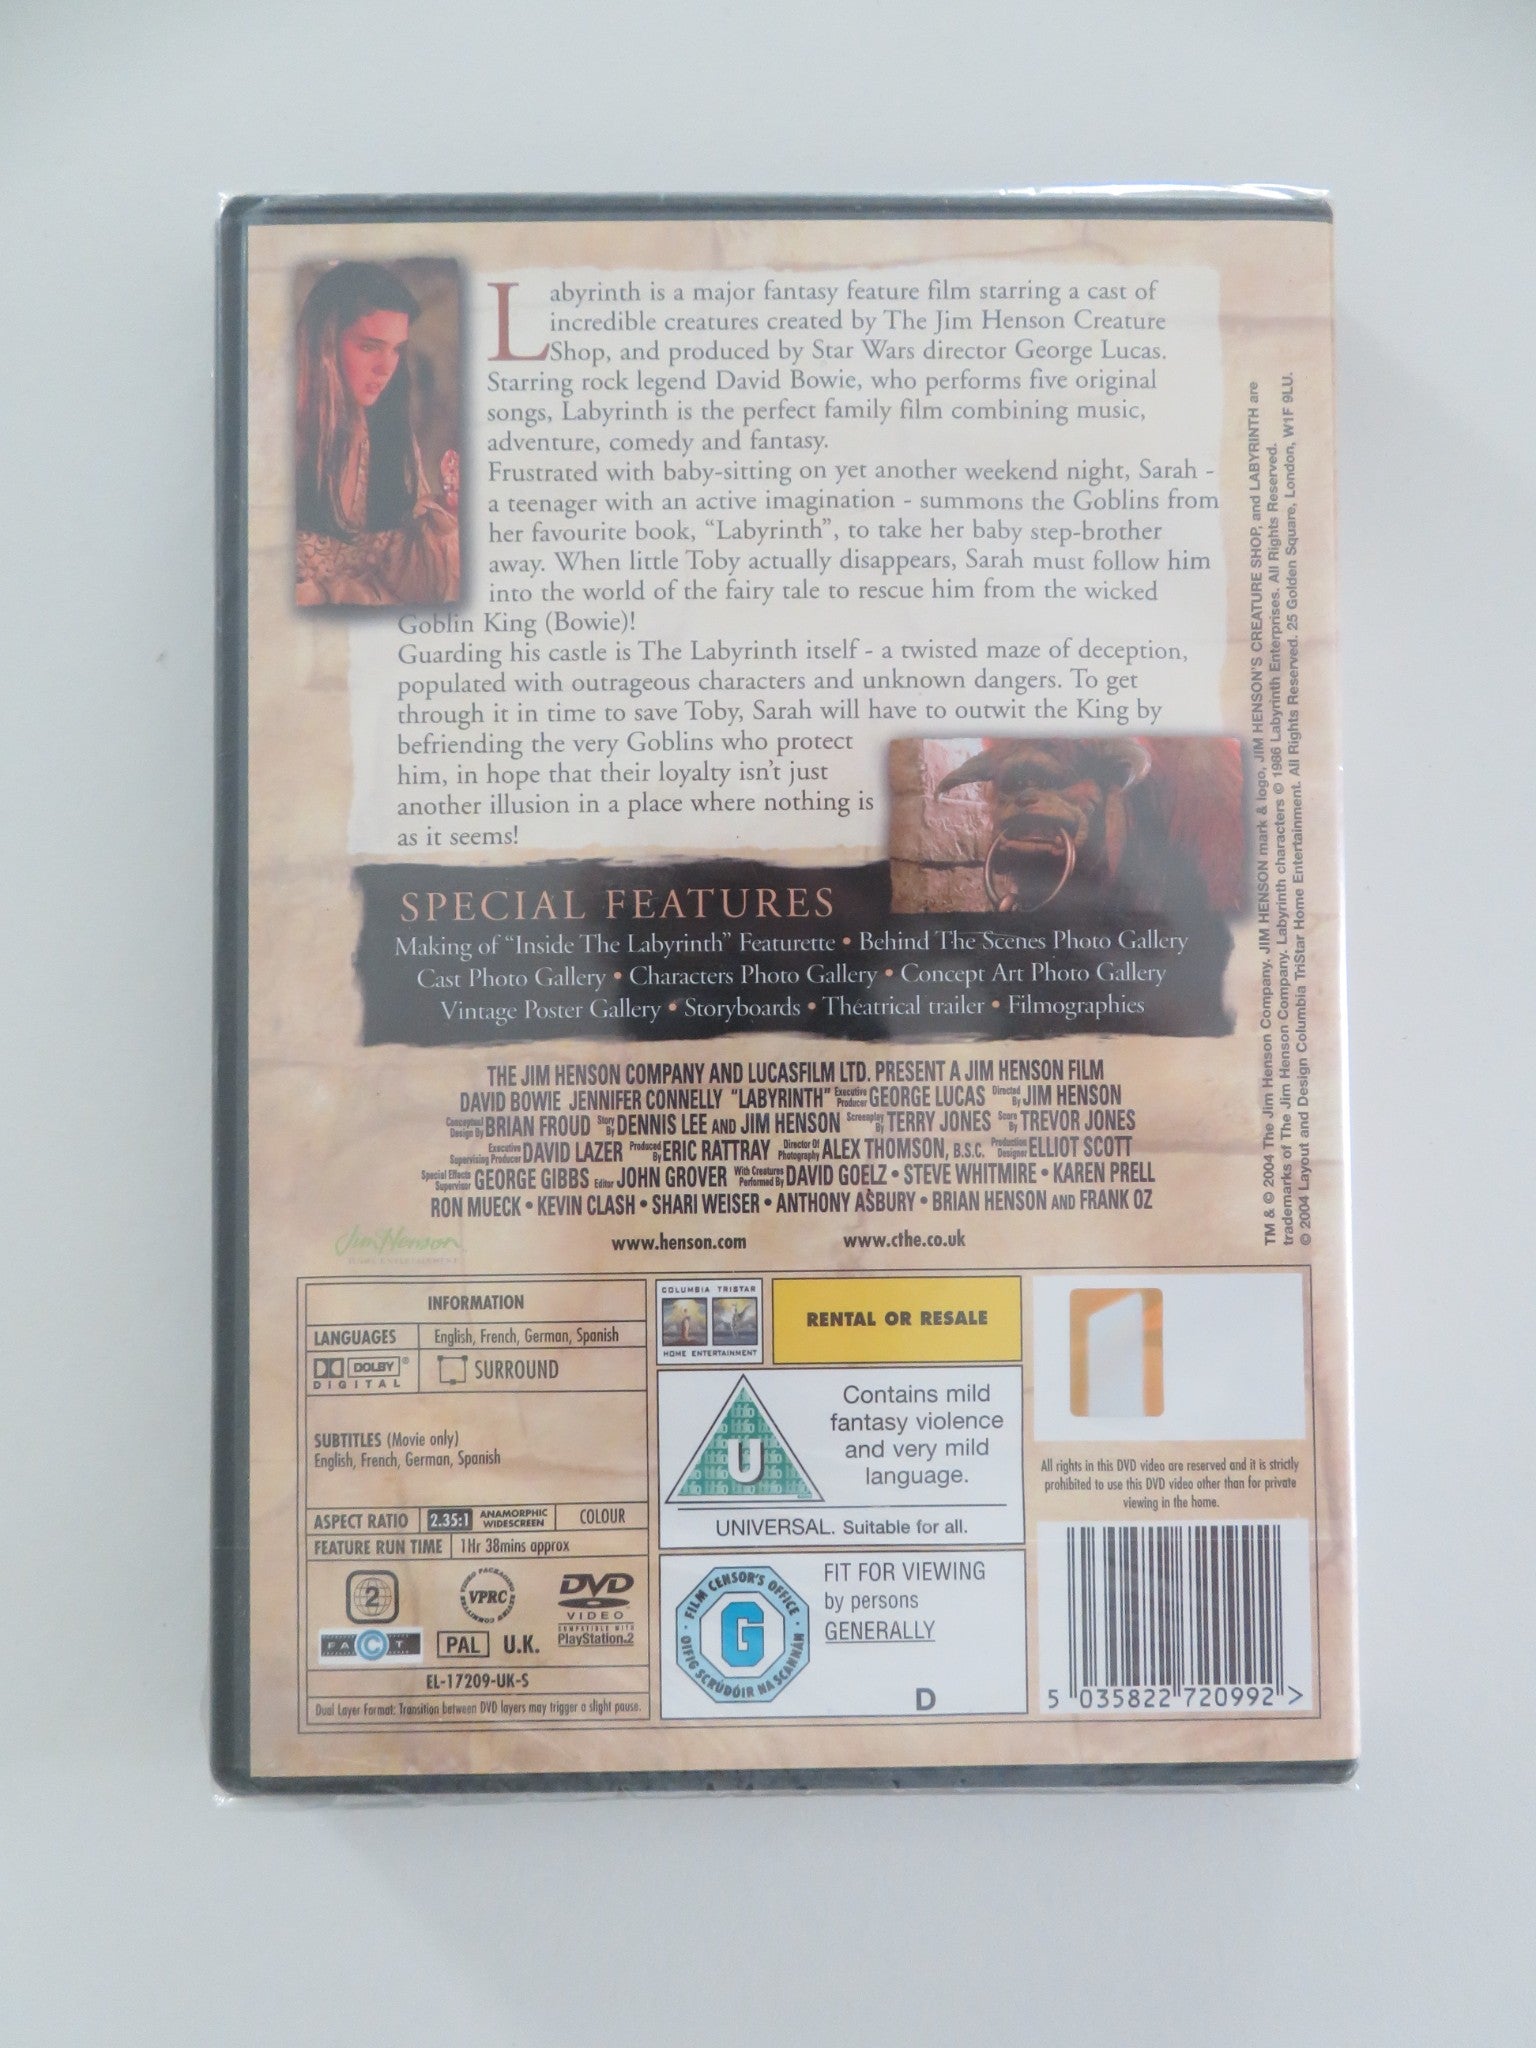 Labyrinth is a major fantasy feature film starring a cast of
incredible creatures created by The Jim Henson Creature
Shop, and produced by Star Wars director George Lucas.
Starring rock legend David Bowie, who performs five original
songs, Labyrinth is the perfect family film combining music,
adventure, comedy and fantasy.
Frustrated with baby-sitting on yet another weekend night, Sarah -
a teenager with an active imagination - summons the Goblins from
her favourite book, “Labyrinth”, to take her baby step-brother
away. When little Toby actually disappears, Sarah must follow him
into the world of the fairy tale to rescue him from the wicked
Goblin King (Bowie)!
Guarding his castle is The Labyrinth itself - a twisted maze of deception,
populated with outrageous characters and unknown dangers. To get
through it in time to save Toby, Sarah will have to outwit the King by
befriending the very Goblins who protect
him, in hope that their loyalty isn't just
another illusion in a place where nothing is
as it seems!
SPECIAL FEATURES
Making of “Inside The Labyrinth” Featurette • Behind The Scenes Photo Gallery
Cast Photo Gallery • Characters Photo Gallery • Concept Art Photo Gallery
Vintage Poster Gallery • Storyboards • Theatrical trailer • Filmographies
THE JIM HENSON COMPANY AND LUCASFILM LTD. PRESENT A JIM HENSON FILM
DAVID BOWIE JENNIFER CONNELLY “LABYRINTH” Executive Producer GEORGE LUCAS Directed By JIM HENSON
Conceptual Design By BRIAN FROUD Story By DENNIS LEE AND JIM HENSON Screenplay By TERRY JONES Score By TREVOR JONES
Executive Supervising Producer DAVID LAZER Produced By ERIC RATTRAY Director Of Photography ALEX THOMSON, B.S.C. Production Designer ELLIOT SCOTT
Special Effects Supervisor GEORGE GIBBS Editor JOHN GROVER With Creatures Performed By DAVID GOELZ • STEVE WHITMIRE • KAREN PRELL
RON MUECK • KEVIN CLASH • SHARI WEISER • ANTHONY ASBURY • BRIAN HENSON AND FRANK OZ
Jim Henson
HOME ENTERTAINMENT
www.henson.com www.cthe.co.uk
TM & © 2004 The Jim Henson Company. JIM HENSON mark & logo, JIM HENSON'S CREATURE SHOP, and LABYRINTH are
trademarks of The Jim Henson Company. Labyrinth characters © 1986 Labyrinth Enterprises. All Rights Reserved.
© 2004 Layout and Design Columbia TriStar Home Entertainment. All Rights Reserved. 25 Golden Square, London, W1F 9LU.
INFORMATION
LANGUAGES English, French, German, Spanish
DOLBY® DIGITAL SURROUND
SUBTITLES (Movie only)
English, French, German, Spanish
ASPECT RATIO 2.35:1 ANAMORPHIC WIDESCREEN COLOUR
FEATURE RUN TIME 1Hr 38mins approx
2 VIDEO PACKAGING REVIEW COMMITTEE VPRC DVD VIDEO
FACT PAL U.K. COMPATIBLE WITH PlayStation.2
EL-17209-UK-S
Dual Layer Format: Transition between DVD layers may trigger a slight pause.
COLUMBIA TRISTAR
HOME ENTERTAINMENT
RENTAL OR RESALE
U
Contains mild
fantasy violence
and very mild
language.
UNIVERSAL. Suitable for all.
FILM CENSOR'S OFFICE
G
OIFIG SCRÚDÓIR NA SCANNÁN
FIT FOR VIEWING
by persons
GENERALLY
D
All rights in this DVD video are reserved and it is strictly
prohibited to use this DVD video other than for private
viewing in the home.
5 035822 720992 >